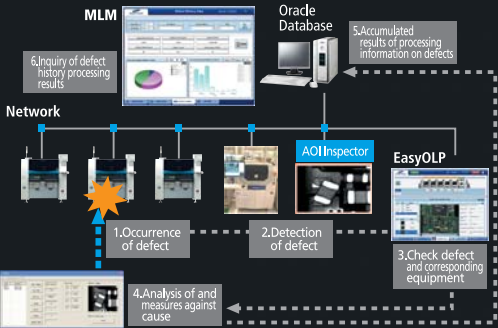 MLM
Oracle
Database
5.Accumulated
results of processing
information on defects
6.Inquiry of defect
history processing
results
Network
AOI Inspector
EasyOLP
1.Occurrence
of defect
2.Detection
of defect
3.Check defect
and corresponding
equipment
4.Analysis of and
measures against
cause